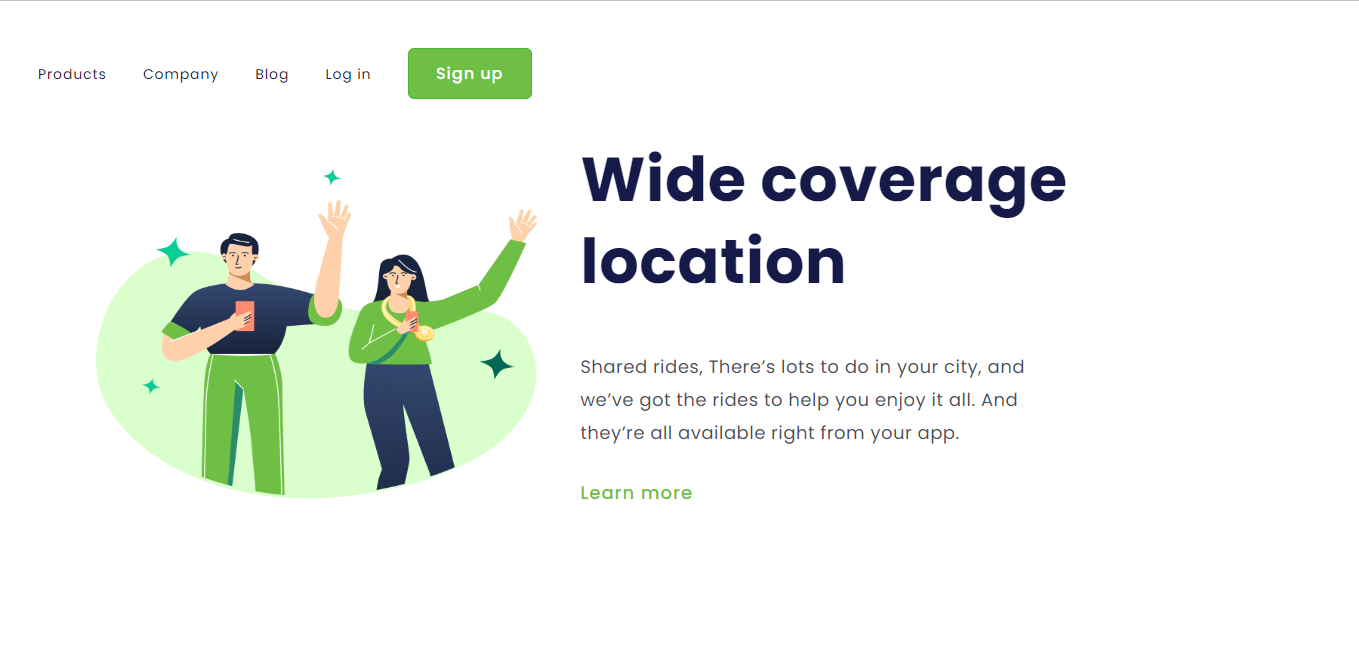 Products Company Blog Log in Sign up
Wide coverage
location
Shared rides, There’s lots to do in your city, and
we’ve got the rides to help you enjoy it all. And
they’re all available right from your app.
Learn more